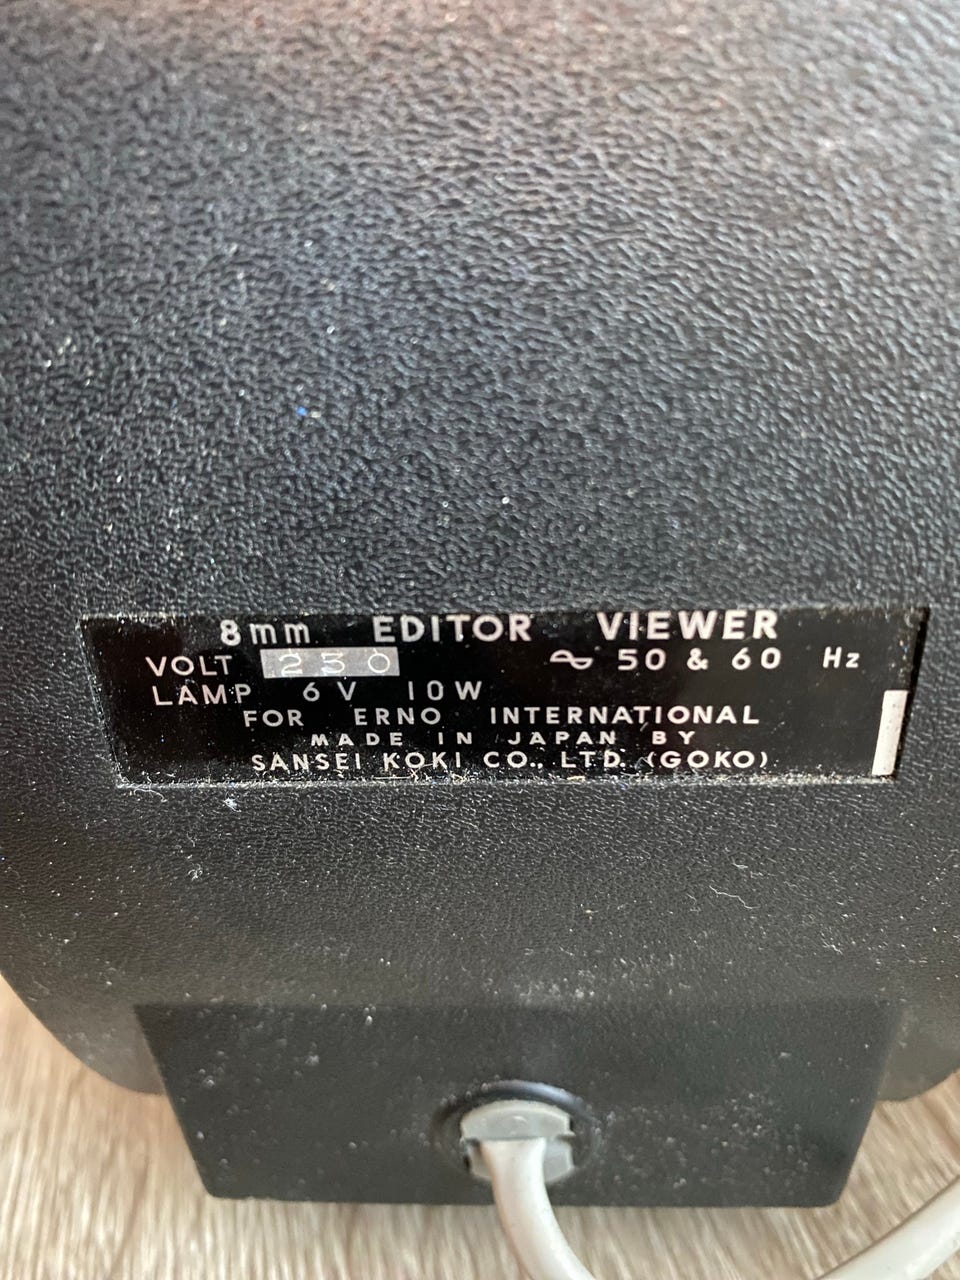 8mm EDITOR VIEWER
VOLT 230 50 & 60 Hz
LAMP 6V 10W
FOR ERNO INTERNATIONAL
MADE IN JAPAN BY
SANSEI KOKI CO., LTD. (GOKO)